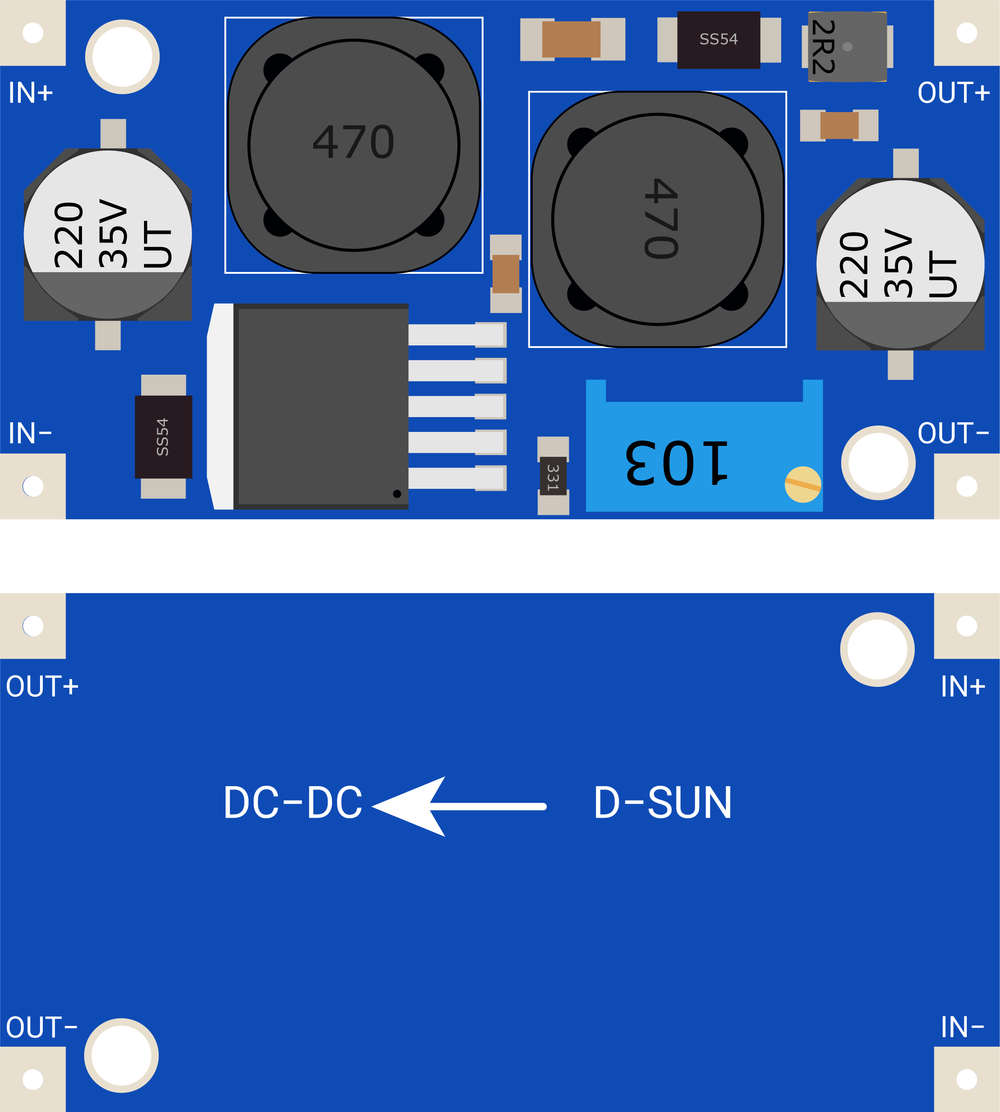 SS54
2R2
IN+
OUT+
470
470
220
35V
UT
220
35V
UT
IN-
SS54
331
103
OUT-
OUT+
IN+
DC-DC
D-SUN
OUT-
IN-